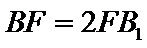 BF = 2FB₁